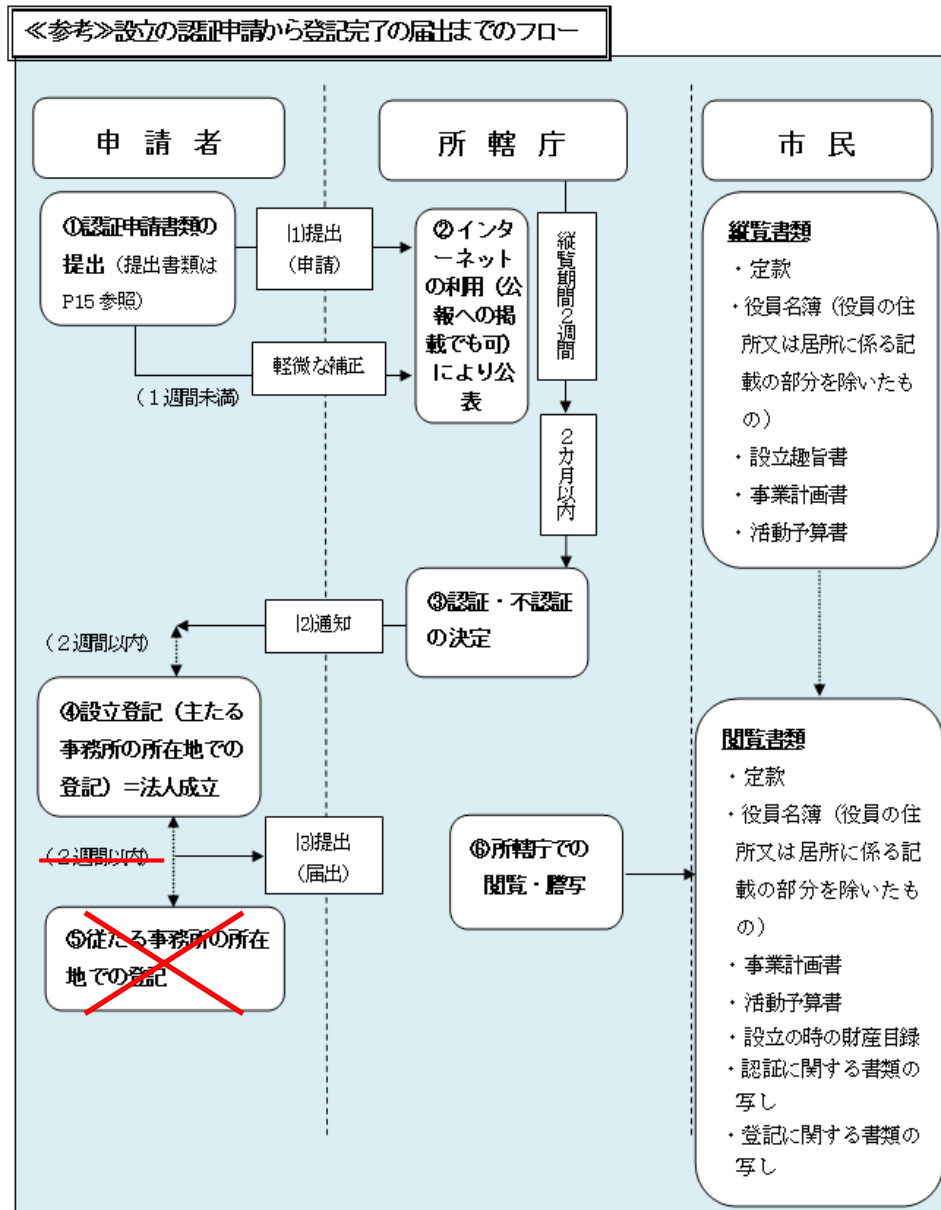 ≪参考≫設立の認証申請から登記完了の届出までのフロー
申 請 者
所 轄 庁
市 民
①認証申請書類の
提出（提出書類は
P15 参照）
|1)提出
（申請）
軽微な補正
（１週間未満）
②インタ
ーネット
の利用（公
報への掲
載でも可）
により公
表
縦覧期間２週間
２カ月以内
③認証・不認証
の決定
|2)通知
（２週間以内）
④設立登記（主たる
事務所の所在地での
登記）＝法人成立
（２週間以内）
|3)提出
（届出）
⑤従たる事務所の所在
地での登記
⑥所轄庁での
閲覧・謄写
縦覧書類
・定款
・役員名簿（役員の住
所又は居所に係る記
載の部分を除いたも
の）
・設立趣旨書
・事業計画書
・活動予算書
閲覧書類
・定款
・役員名簿（役員の住
所又は居所に係る記
載の部分を除いたも
の）
・事業計画書
・活動予算書
・設立の時の財産目録
・認証に関する書類の
写し
・登記に関する書類の
写し